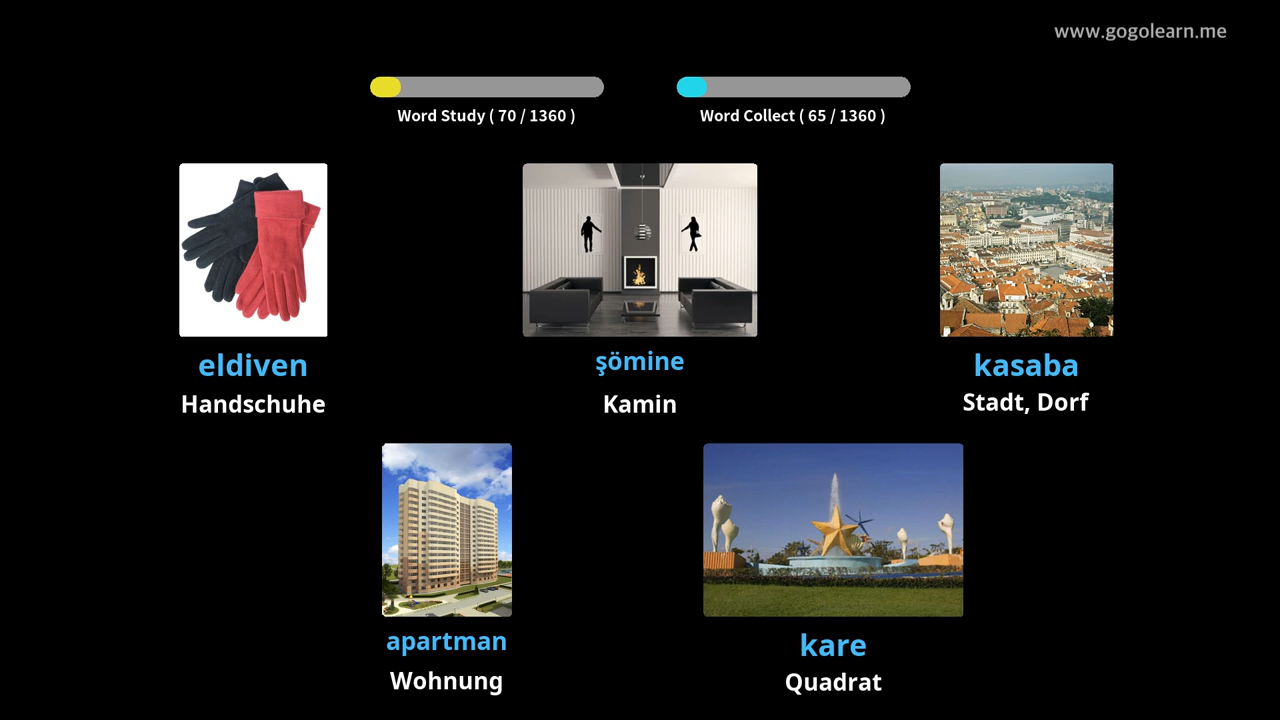 www.gogolearn.me
Word Study ( 70 / 1360 )
Word Collect ( 65 / 1360 )
eldiven
Handschuhe
şömine
Kamin
kasaba
Stadt, Dorf
apartman
Wohnung
kare
Quadrat